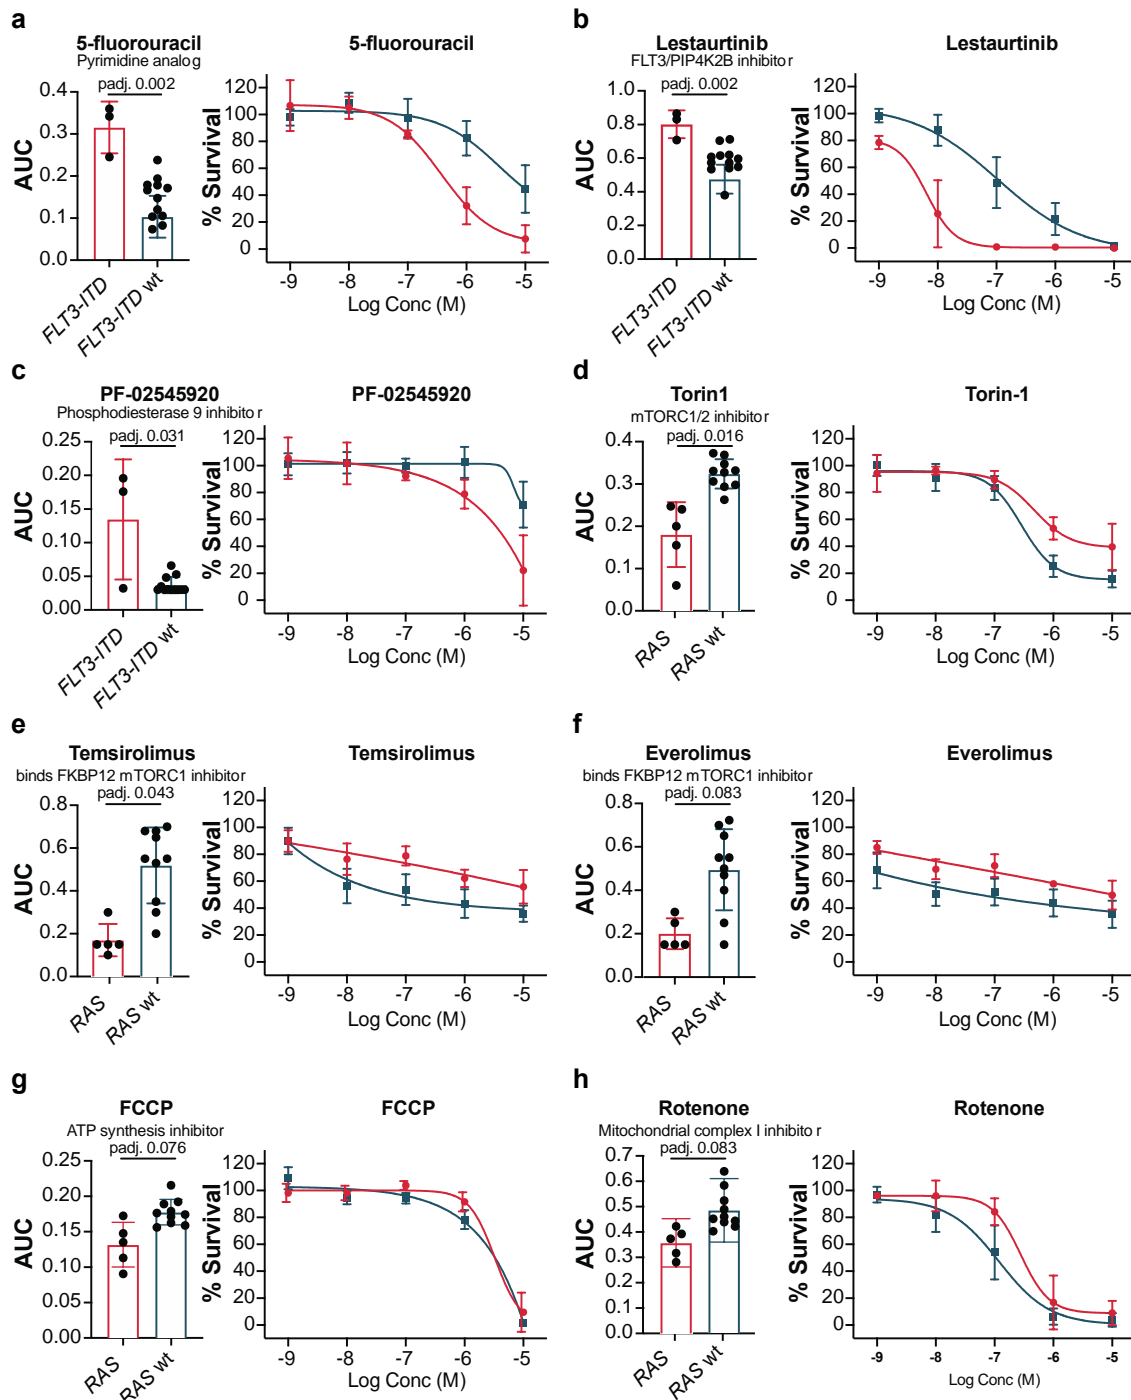 a
5-fluorouracil
Pyrimidine analog
padj. 0.002
AUC
0.4
0.3
0.2
0.1
0.0
FLT3-ITD
FLT3-ITD wt
5-fluorouracil
% Survival
120
100
80
60
40
20
0
-9 -8 -7 -6 -5
Log Conc (M)
b
Lestaurtinib
FLT3/PIP4K2B inhibitor
padj. 0.002
AUC
1.0
0.8
0.6
0.4
0.2
0.0
FLT3-ITD
FLT3-ITD wt
Lestaurtinib
% Survival
120
100
80
60
40
20
0
-9 -8 -7 -6 -5
Log Conc (M)
c
PF-02545920
Phosphodiesterase 9 inhibitor
padj. 0.031
AUC
0.25
0.20
0.15
0.10
0.05
0.00
FLT3-ITD
FLT3-ITD wt
PF-02545920
% Survival
120
100
80
60
40
20
0
-9 -8 -7 -6 -5
Log Conc (M)
d
Torin1
mTORC1/2 inhibitor
padj. 0.016
AUC
0.4
0.3
0.2
0.1
0.0
RAS
RAS wt
Torin-1
% Survival
120
100
80
60
40
20
0
-9 -8 -7 -6 -5
Log Conc (M)
e
Temsirolimus
binds FKBP12 mTORC1 inhibitor
padj. 0.043
AUC
0.8
0.6
0.4
0.2
0.0
RAS
RAS wt
Temsirolimus
% Survival
120
100
80
60
40
20
0
-9 -8 -7 -6 -5
Log Conc (M)
f
Everolimus
binds FKBP12 mTORC1 inhibitor
padj. 0.083
AUC
0.8
0.6
0.4
0.2
0.0
RAS
RAS wt
Everolimus
% Survival
120
100
80
60
40
20
0
-9 -8 -7 -6 -5
Log Conc (M)
g
FCCP
ATP synthesis inhibitor
padj. 0.076
AUC
0.25
0.20
0.15
0.10
0.05
0.00
RAS
RAS wt
FCCP
% Survival
120
100
80
60
40
20
0
-9 -8 -7 -6 -5
Log Conc (M)
h
Rotenone
Mitochondrial complex I inhibitor
padj. 0.083
AUC
0.7
0.6
0.5
0.4
0.3
0.2
0.1
0.0
RAS
RAS wt
Rotenone
% Survival
120
100
80
60
40
20
0
-9 -8 -7 -6 -5
Log Conc (M)